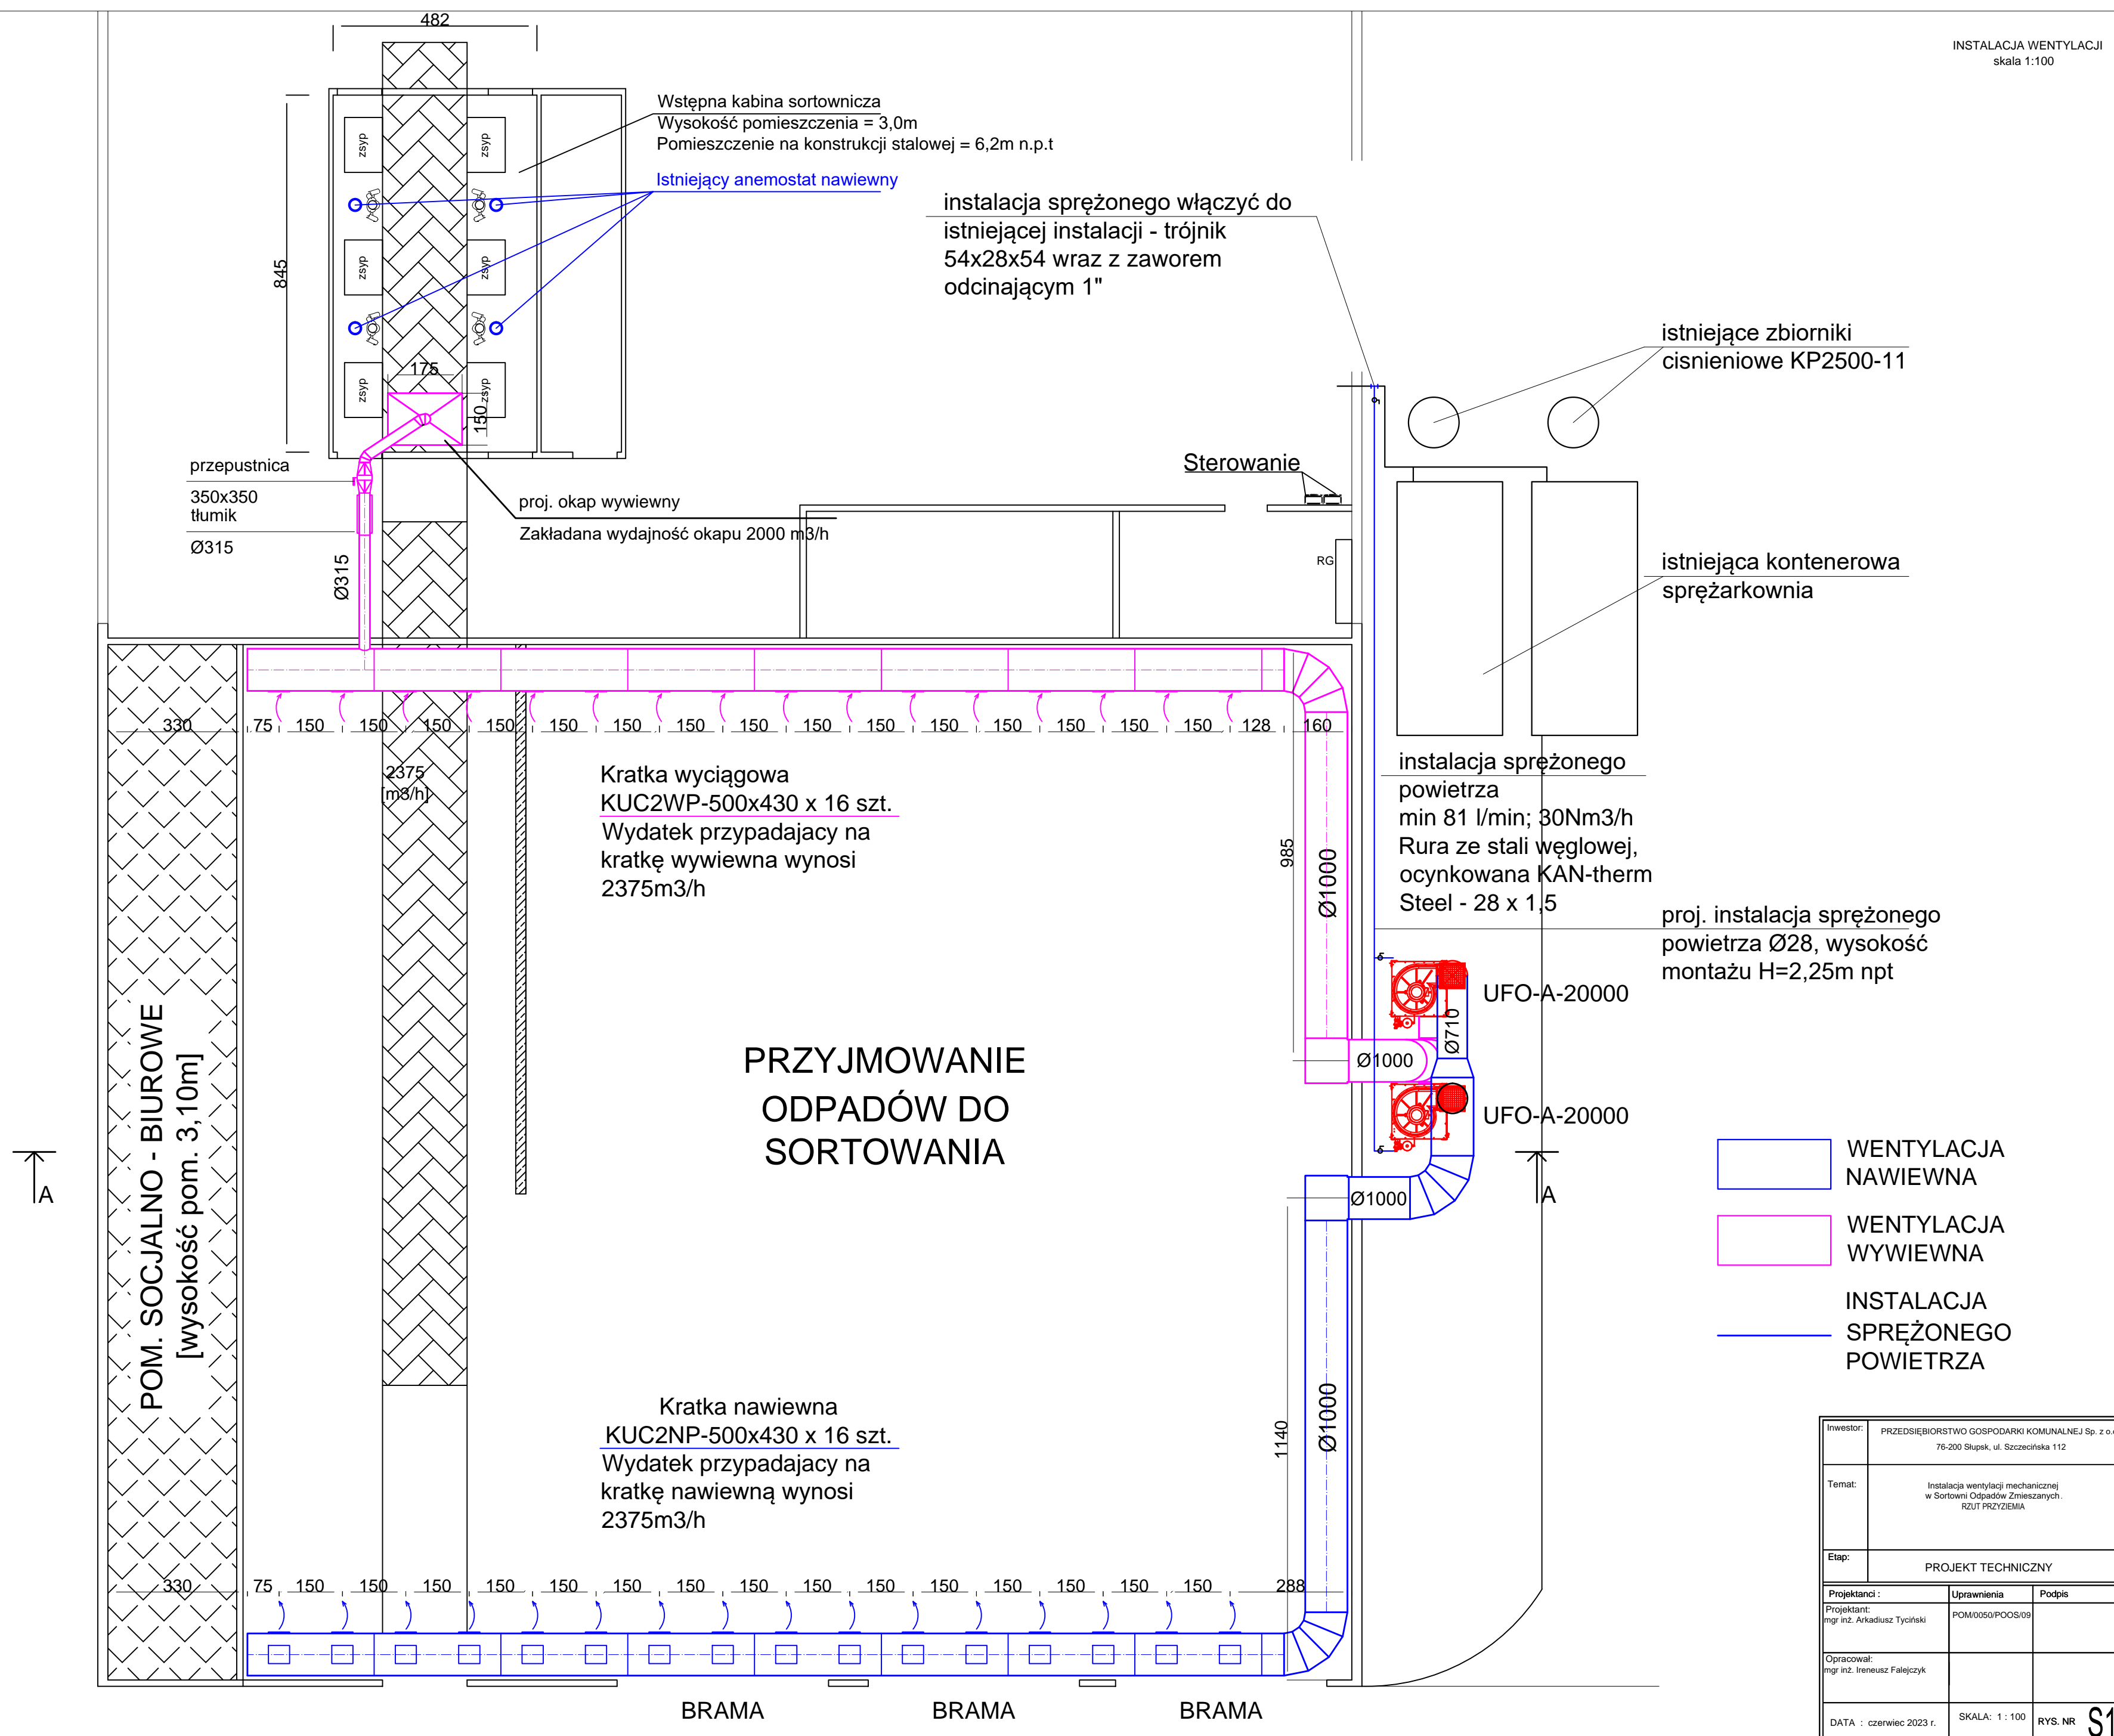 INSTALACJA WENTYLACJI
skala 1:100
482
Wstępna kabina sortownicza
Wysokość pomieszczenia = 3,0m
Pomieszczenie na konstrukcji stalowej = 6,2m n.p.t
Istniejący anemostat nawiewny
zsyp
zsyp
zsyp
zsyp
zsyp
zsyp
845
175
150
instalacja sprężonego włączyć do
istniejącej instalacji - trójnik
54x28x54 wraz z zaworem
odcinającym 1"
istniejące zbiorniki
cisnieniowe KP2500-11
przepustnica
350x350
tłumik
Ø315
Ø315
proj. okap wywiewny
Zakładana wydajność okapu 2000 m3/h
Sterowanie
RG
istniejąca kontenerowa
sprężarkownia
330 75 150 150 150 150 150 150 150 150 150 150 150 150 150 150 150 128 160
2375
[m3/h]
Kratka wyciągowa
KUC2WP-500x430 x 16 szt.
Wydatek przypadajacy na
kratkę wywiewna wynosi
2375m3/h
985
Ø1000
instalacja sprężonego
powietrza
min 81 l/min; 30Nm3/h
Rura ze stali węglowej,
ocynkowana KAN-therm
Steel - 28 x 1,5
proj. instalacja sprężonego
powietrza Ø28, wysokość
montażu H=2,25m npt
UFO-A-20000
Ø710
Ø1000
UFO-A-20000
Ø1000
POM. SOCJALNO - BIUROWE
[wysokość pom. 3,10m]
PRZYJMOWANIE
ODPADÓW DO
SORTOWANIA
A
A
WENTYLACJA
NAWIEWNA
WENTYLACJA
WYWIEWNA
INSTALACJA
SPRĘŻONEGO
POWIETRZA
Kratka nawiewna
KUC2NP-500x430 x 16 szt.
Wydatek przypadajacy na
kratkę nawiewną wynosi
2375m3/h
1140
Ø1000
330 75 150 150 150 150 150 150 150 150 150 150 150 150 150 150 150 288
BRAMA BRAMA BRAMA
Inwestor:
PRZEDSIĘBIORSTWO GOSPODARKI KOMUNALNEJ Sp. z o.o
76-200 Słupsk, ul. Szczecińska 112
Temat:
Instalacja wentylacji mechanicznej
w Sortowni Odpadów Zmieszanych.
RZUT PRZYZIEMIA
Etap:
PROJEKT TECHNICZNY
Projektanci : Uprawnienia Podpis
Projektant:
mgr inż. Arkadiusz Tyciński POM/0050/POOS/09
Opracował:
mgr inż. Ireneusz Falejczyk
DATA : czerwiec 2023 r. SKALA: 1 : 100 RYS. NR S1